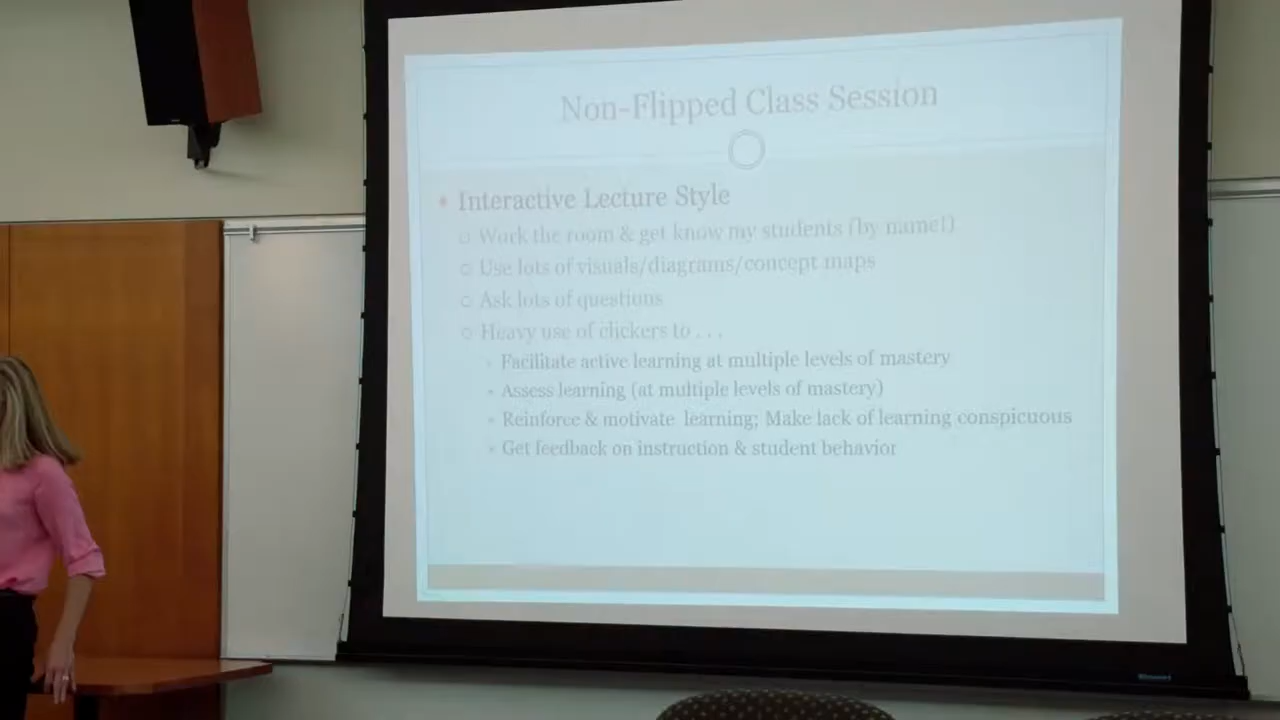 Non-Flipped Class Session
• Interactive Lecture Style
○ Work the room & get know my students (by name!)
○ Use lots of visuals/diagrams/concept maps
○ Ask lots of questions
○ Heavy use of clickers to . . .
• Facilitate active learning at multiple levels of mastery
• Assess learning (at multiple levels of mastery)
• Reinforce & motivate learning; Make lack of learning conspicuous
• Get feedback on instruction & student behavior